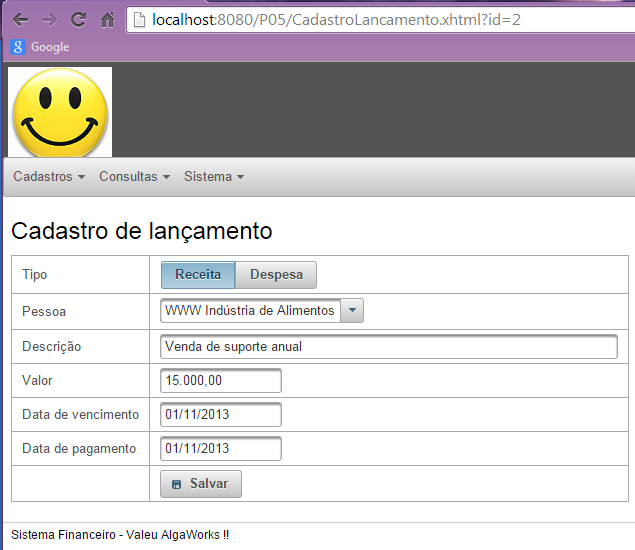 localhost:8080/P05/CadastroLancamento.xhtml?id=2
Google
Cadastros Consultas Sistema
Cadastro de lançamento
Tipo Receita Despesa
Pessoa WWW Indústria de Alimentos
Descrição Venda de suporte anual
Valor 15.000,00
Data de vencimento 01/11/2013
Data de pagamento 01/11/2013
Salvar
Sistema Financeiro - Valeu AlgaWorks !!